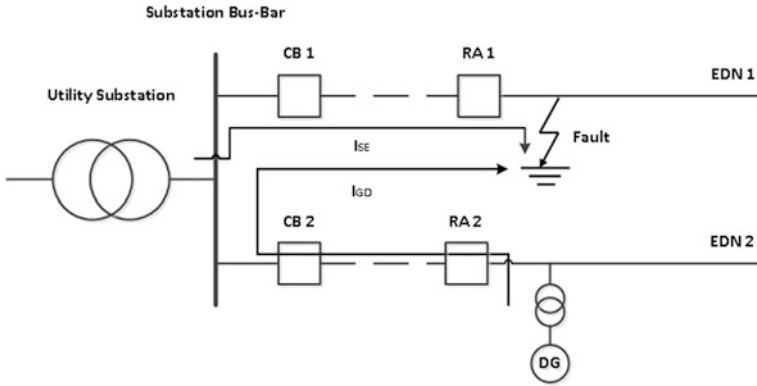 Substation Bus-Bar
CB 1
RA 1
EDN 1
Utility Substation
Fault
ISE
IGD
CB 2
RA 2
EDN 2
DG